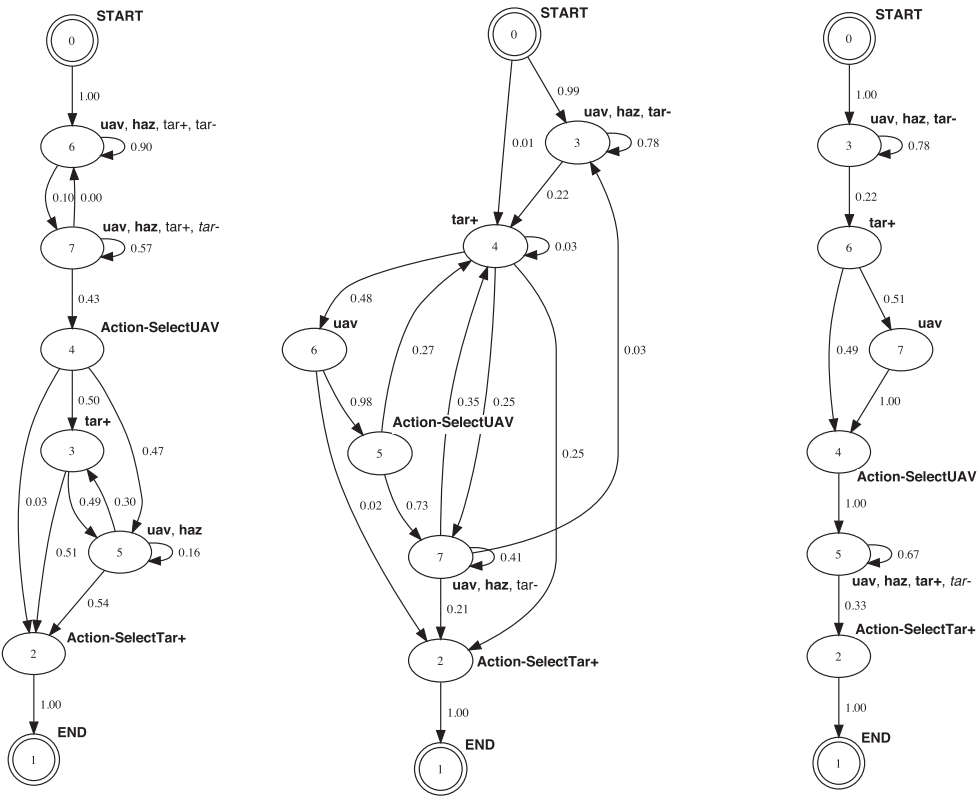 START
0
1.00
uav, haz, tar+, tar-
6
0.90
0.10
0.00
uav, haz, tar+, tar-
7
0.57
0.43
Action-SelectUAV
4
0.50
tar+
3
0.47
0.03
0.49
0.30
uav, haz
0.51
5
0.16
0.54
Action-SelectTar+
2
1.00
END
1
START
0
0.99
uav, haz, tar-
0.01
3
0.78
0.22
tar+
4
0.03
0.48
uav
6
0.27
0.03
0.98
0.35
0.25
Action-SelectUAV
5
0.25
0.02
0.73
7
0.41
uav, haz, tar-
0.21
2
Action-SelectTar+
1.00
END
1
START
0
1.00
uav, haz, tar-
3
0.78
0.22
tar+
6
0.51
uav
0.49
7
1.00
4
Action-SelectUAV
1.00
5
0.67
uav, haz, tar+, tar-
0.33
Action-SelectTar+
2
1.00
END
1